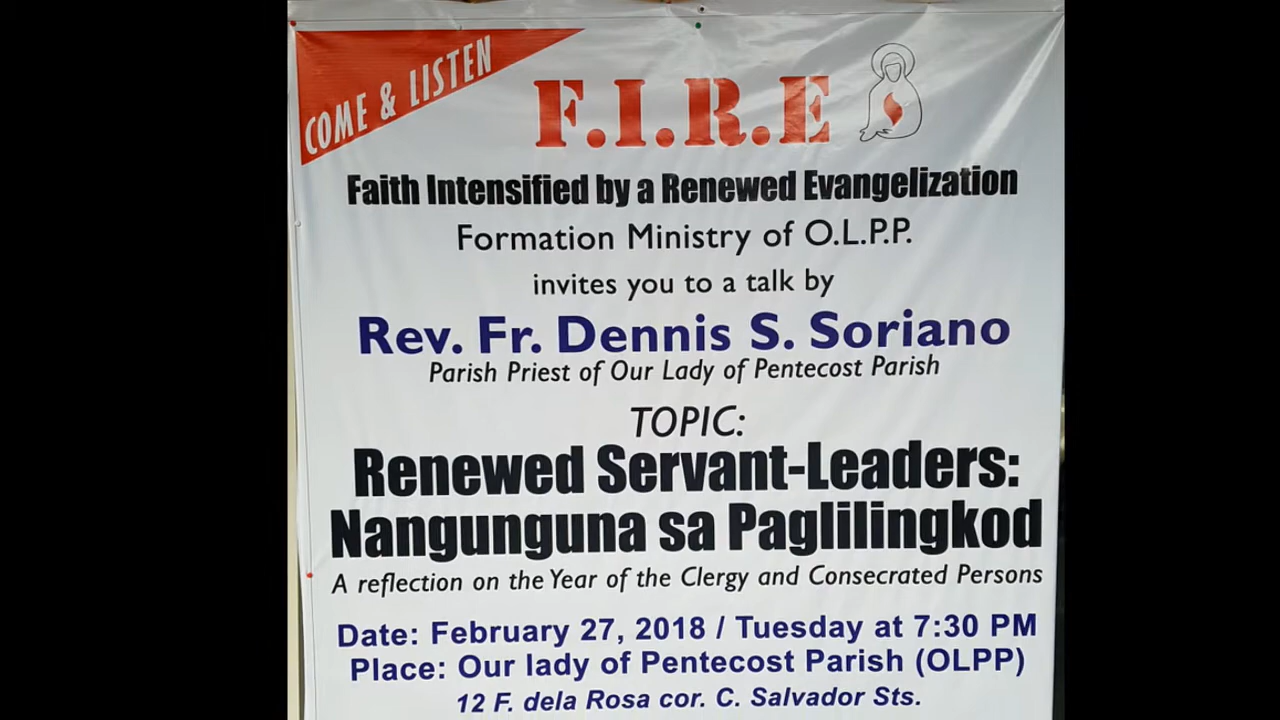 COME & LISTEN
F.I.R.E
Faith Intensified by a Renewed Evangelization
Formation Ministry of O.L.P.P.
invites you to a talk by
Rev. Fr. Dennis S. Soriano
Parish Priest of Our Lady of Pentecost Parish
TOPIC:
Renewed Servant-Leaders:
Nangunguna sa Paglilingkod
A reflection on the Year of the Clergy and Consecrated Persons
Date: February 27, 2018 / Tuesday at 7:30 PM
Place: Our lady of Pentecost Parish (OLPP)
12 F. dela Rosa cor. C. Salvador Sts.